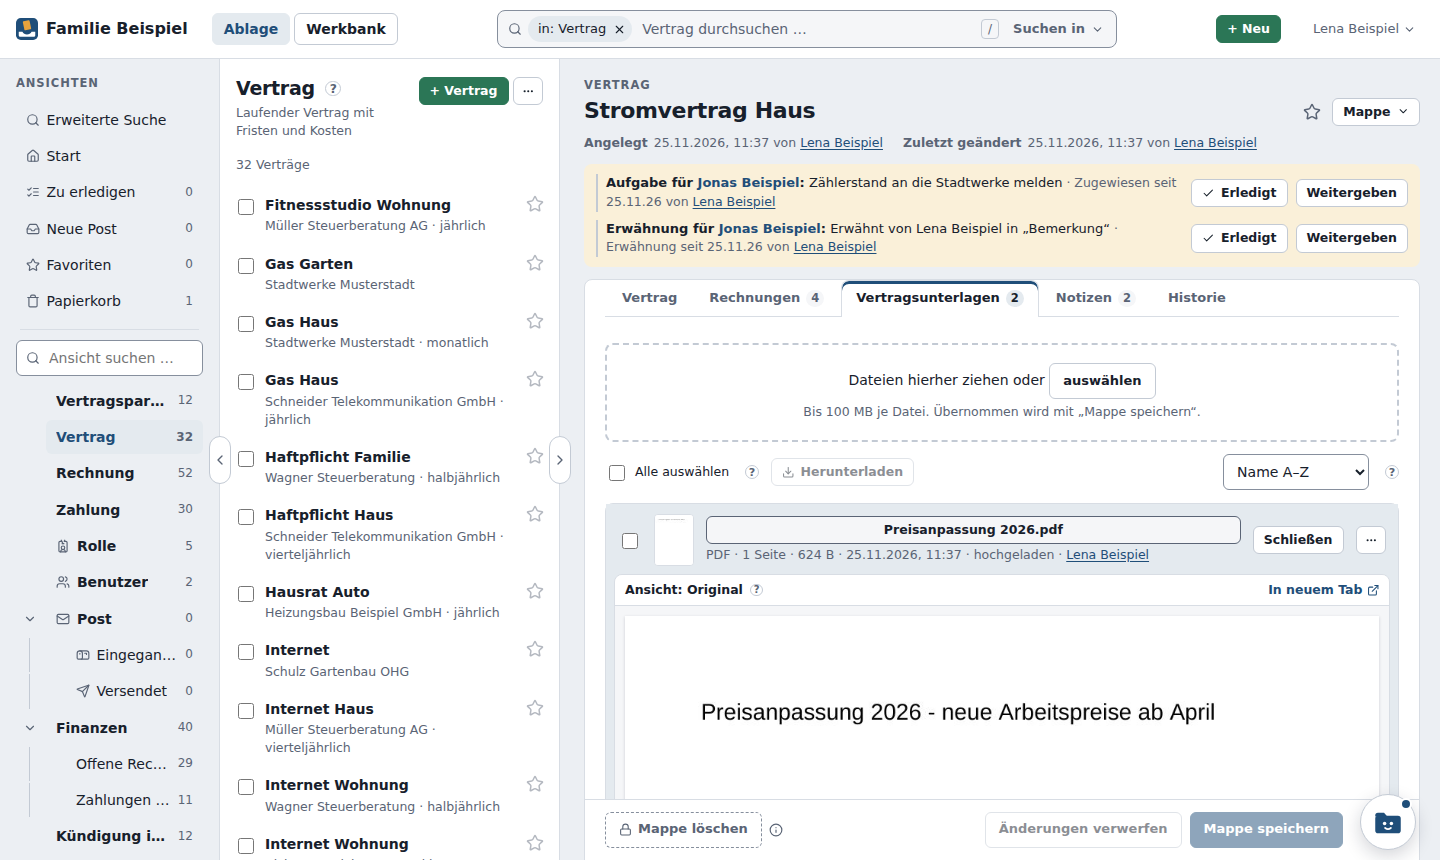 Familie Beispiel
Ablage
Werkbank
in: Vertrag
Vertrag durchsuchen …
/
Suchen in
+ Neu
Lena Beispiel
ANSICHTEN
Erweiterte Suche
Start
Zu erledigen 0
Neue Post 0
Favoriten 0
Papierkorb 1
Ansicht suchen …
Vertragspar… 12
Vertrag 32
Rechnung 52
Zahlung 30
Rolle 5
Benutzer 2
Post 0
Eingegan… 0
Versendet 0
Finanzen 40
Offene Rec… 29
Zahlungen … 11
Kündigung i… 12
Vertrag ?
+ Vertrag
Laufender Vertrag mit
Fristen und Kosten
32 Verträge
Fitnessstudio Wohnung
Müller Steuerberatung AG · jährlich
Gas Garten
Stadtwerke Musterstadt
Gas Haus
Stadtwerke Musterstadt · monatlich
Gas Haus
Schneider Telekommunikation GmbH ·
jährlich
Haftpflicht Familie
Wagner Steuerberatung · halbjährlich
Haftpflicht Haus
Schneider Telekommunikation GmbH ·
vierteljährlich
Hausrat Auto
Heizungsbau Beispiel GmbH · jährlich
Internet
Schulz Gartenbau OHG
Internet Haus
Müller Steuerberatung AG ·
vierteljährlich
Internet Wohnung
Wagner Steuerberatung · halbjährlich
Internet Wohnung
VERTRAG
Stromvertrag Haus
Mappe
Angelegt 25.11.2026, 11:37 von Lena Beispiel Zuletzt geändert 25.11.2026, 11:37 von Lena Beispiel
Aufgabe für Jonas Beispiel: Zählerstand an die Stadtwerke melden · Zugewiesen seit
25.11.26 von Lena Beispiel
Erledigt
Weitergeben
Erwähnung für Jonas Beispiel: Erwähnt von Lena Beispiel in „Bemerkung“ ·
Erwähnung seit 25.11.26 von Lena Beispiel
Erledigt
Weitergeben
Vertrag
Rechnungen 4
Vertragsunterlagen 2
Notizen 2
Historie
Dateien hierher ziehen oder auswählen
Bis 100 MB je Datei. Übernommen wird mit „Mappe speichern“.
Alle auswählen ?
Herunterladen
Name A–Z
?
Preisanpassung 2026.pdf
PDF · 1 Seite · 624 B · 25.11.2026, 11:37 · hochgeladen · Lena Beispiel
Schließen
Ansicht: Original ?
In neuem Tab
Preisanpassung 2026 - neue Arbeitspreise ab April
Mappe löschen
Änderungen verwerfen
Mappe speichern